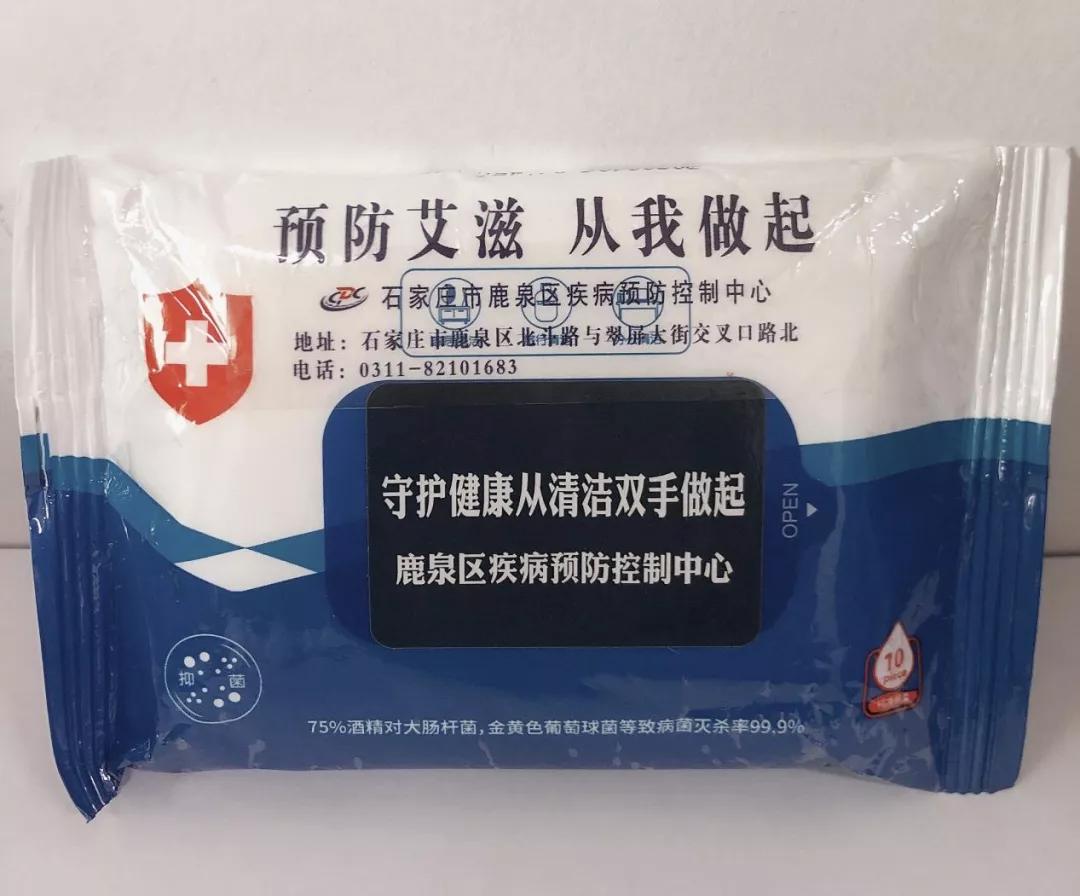 预防艾滋 从我做起
CDC 石家庄市鹿泉区疾病预防控制中心
地址：石家庄市鹿泉区北斗路与翠屏大街交叉口路北
电话：0311-82101683
守护健康从清洁双手做起
鹿泉区疾病预防控制中心
OPEN
抑 菌
10
piece
75%酒精对大肠杆菌,金黄色葡萄球菌等致病菌灭杀率99.9%